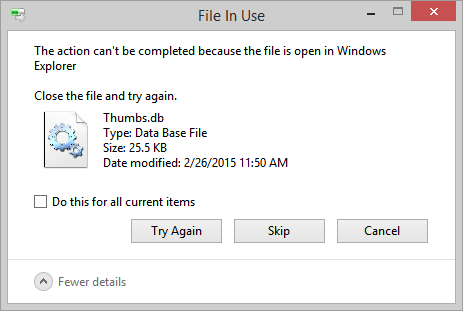 File In Use
The action can't be completed because the file is open in Windows
Explorer
Close the file and try again.
Thumbs.db
Type: Data Base File
Size: 25.5 KB
Date modified: 2/26/2015 11:50 AM
Do this for all current items
Try Again
Skip
Cancel
Fewer details